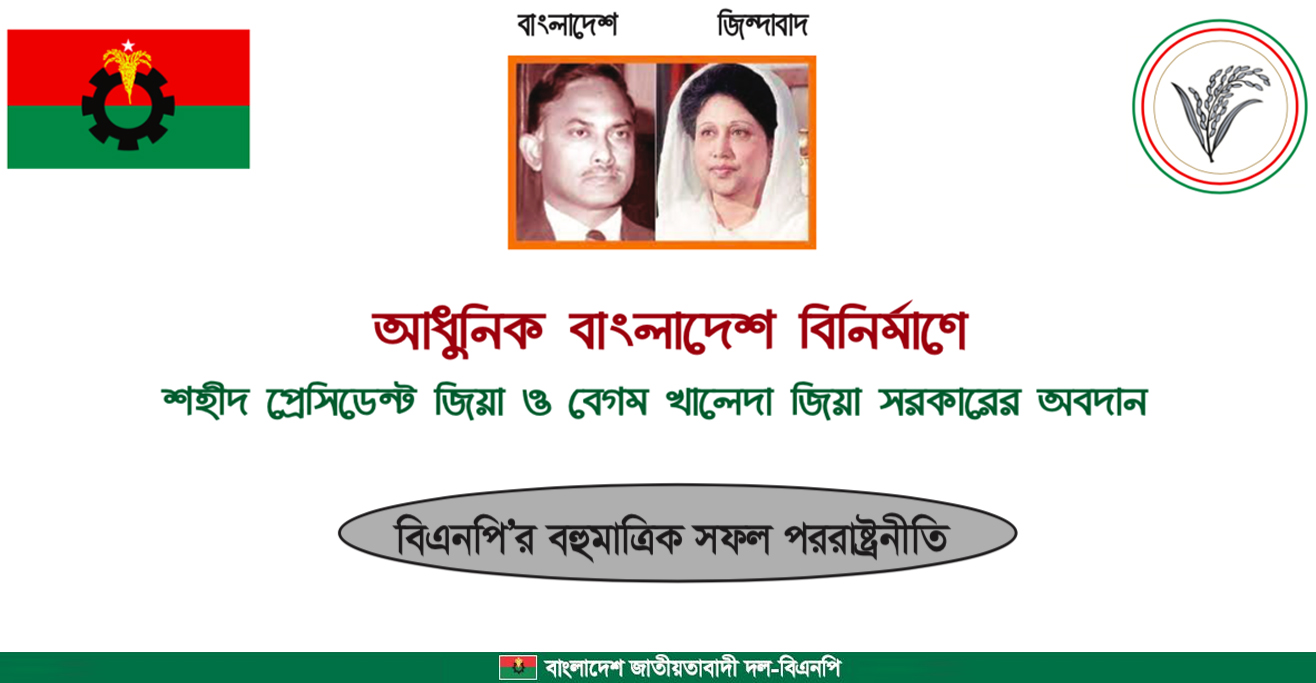 বাংলাদেশ জিন্দাবাদ
আধুনিক বাংলাদেশ বিনির্মাণে
শহীদ প্রেসিডেন্ট জিয়া ও বেগম খালেদা জিয়া সরকারের অবদান
বিএনপি’র বহুমাত্রিক সফল পররাষ্ট্রনীতি
বাংলাদেশ জাতীয়তাবাদী দল-বিএনপি